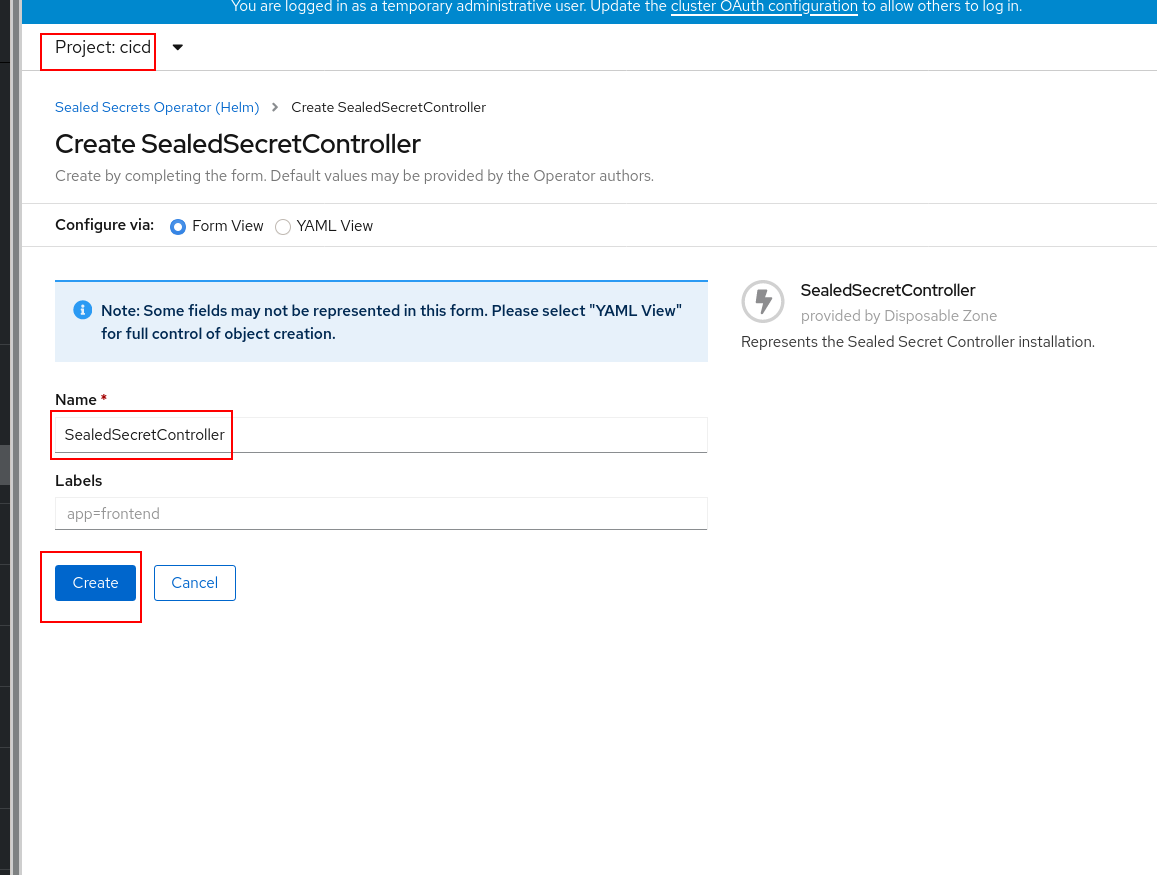 You are logged in as a temporary administrative user. Update the cluster OAuth configuration to allow others to log in.
Project: cicd
Sealed Secrets Operator (Helm) > Create SealedSecretController
Create SealedSecretController
Create by completing the form. Default values may be provided by the Operator authors.
Configure via: Form View YAML View
Note: Some fields may not be represented in this form. Please select "YAML View"
for full control of object creation.
SealedSecretController
provided by Disposable Zone
Represents the Sealed Secret Controller installation.
Name *
SealedSecretController
Labels
app=frontend
Create Cancel